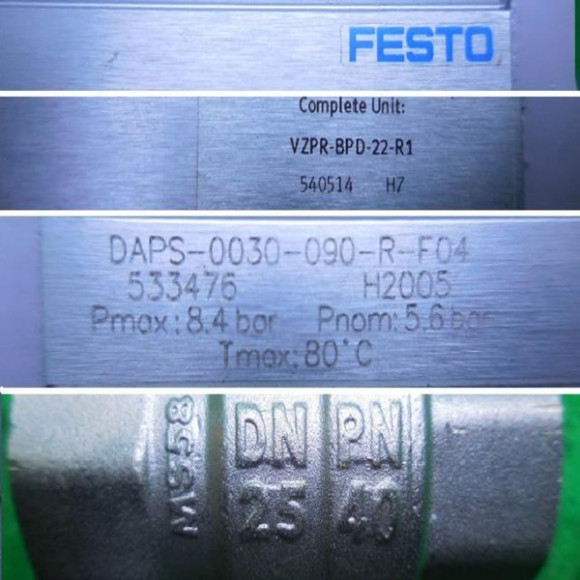 FESTO
Complete Unit:
VZPR-BPD-22-R1
540514 H7
DAPS-0030-090-R-F04
533476 H2005
Pmax: 8.4 bar Pnom: 5.6 bar
Tmax: 80°C
DN PN
25 40